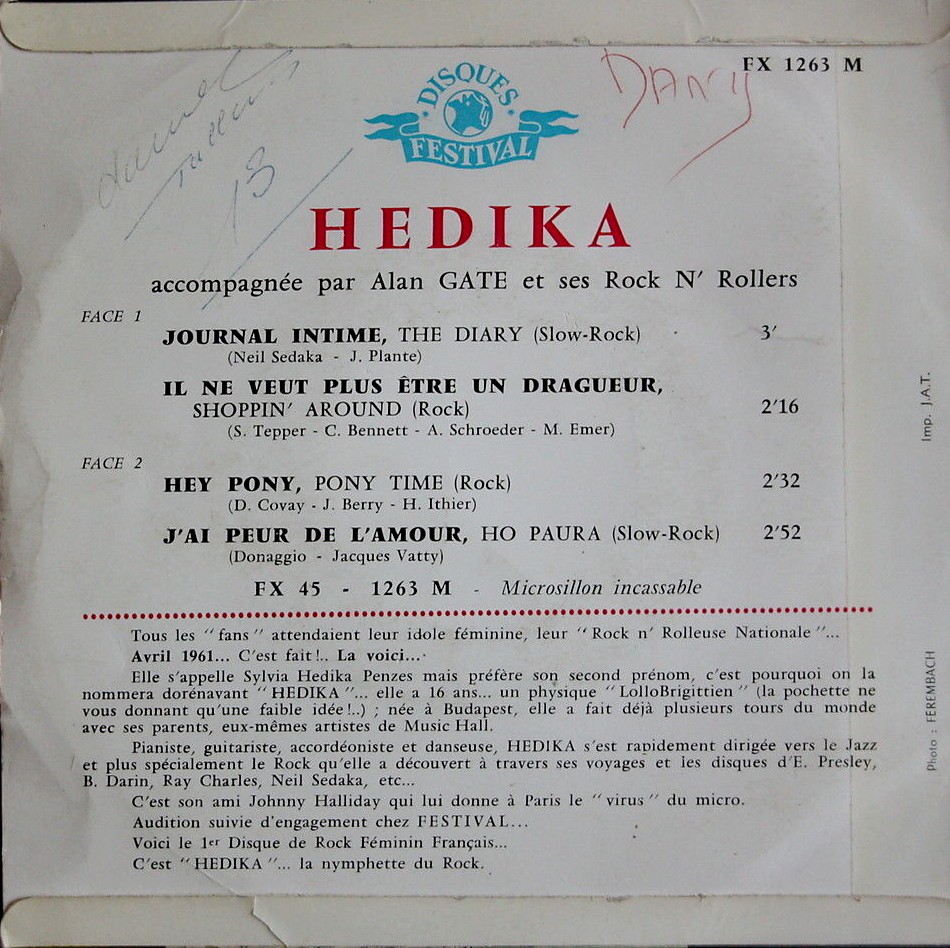 FX 1263 M
DANY
13
DISQUES
FESTIVAL
HEDIKA
accompagnée par Alan GATE et ses Rock N' Rollers
FACE 1
JOURNAL INTIME, THE DIARY (Slow-Rock) 3'
(Neil Sedaka - J. Plante)
IL NE VEUT PLUS ÊTRE UN DRAGUEUR,
SHOPPIN' AROUND (Rock) 2'16
(S. Tepper - C. Bennett - A. Schroeder - M. Emer)
FACE 2
HEY PONY, PONY TIME (Rock) 2'32
(D. Covay - J. Berry - H. Ithier)
J'AI PEUR DE L'AMOUR, HO PAURA (Slow-Rock) 2'52
(Donaggio - Jacques Vatty)
FX 45 - 1263 M - Microsillon incassable
Tous les "fans" attendaient leur idole féminine, leur "Rock n' Rolleuse Nationale"...
Avril 1961... C'est fait!.. La voici...
Elle s'appelle Sylvia Hedika Penzes mais préfère son second prénom, c'est pourquoi on la
nommera dorénavant "HEDIKA"... elle a 16 ans... un physique "LolloBrigittien" (la pochette ne
vous donnant qu'une faible idée!..) ; née à Budapest, elle a fait déjà plusieurs tours du monde
avec ses parents, eux-mêmes artistes de Music Hall.
Pianiste, guitariste, accordéoniste et danseuse, HEDIKA s'est rapidement dirigée vers le Jazz
et plus spécialement le Rock qu'elle a découvert à travers ses voyages et les disques d'E. Presley,
B. Darin, Ray Charles, Neil Sedaka, etc...
C'est son ami Johnny Halliday qui lui donne à Paris le "virus" du micro.
Audition suivie d'engagement chez FESTIVAL...
Voici le 1er Disque de Rock Féminin Français...
C'est "HEDIKA"... la nymphette du Rock.
Imp. J.A.T.
Photo : FEREMBACH